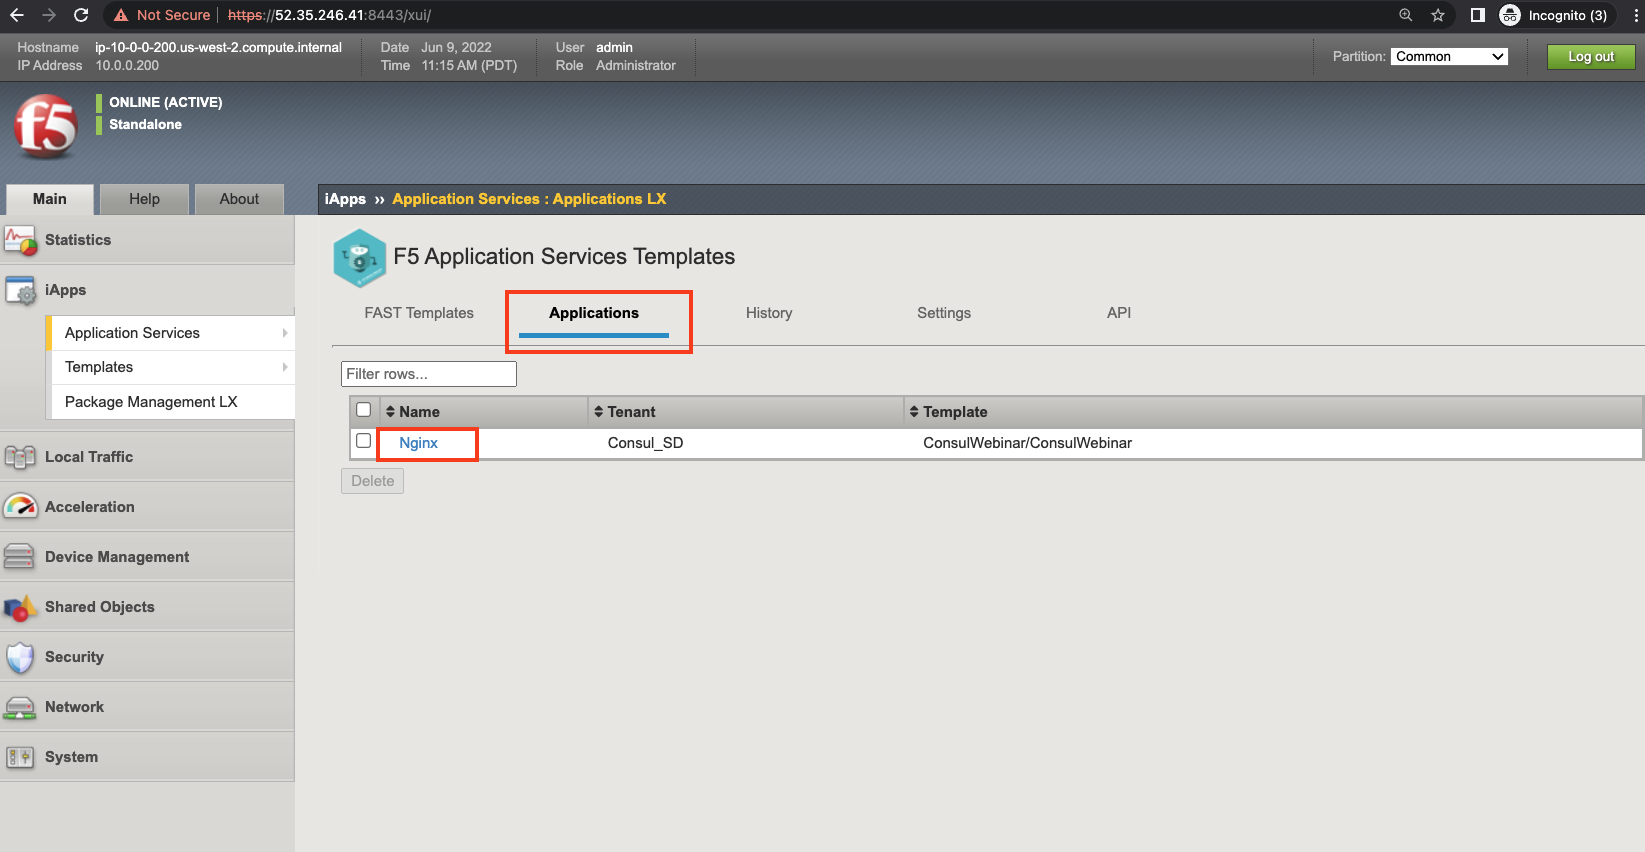 Not Secure https://52.35.246.41:8443/xui/ Incognito (3)
Hostname ip-10-0-0-200.us-west-2.compute.internal Date Jun 9, 2022 User admin
IP Address 10.0.0.200 Time 11:15 AM (PDT) Role Administrator
Partition: Common Log out
f5
ONLINE (ACTIVE)
Standalone
Main Help About
iApps ›› Application Services : Applications LX
Statistics
iApps
Application Services
Templates
Package Management LX
Local Traffic
Acceleration
Device Management
Shared Objects
Security
Network
System
F5 Application Services Templates
FAST Templates Applications History Settings API
Filter rows...
Name Tenant Template
Nginx Consul_SD ConsulWebinar/ConsulWebinar
Delete